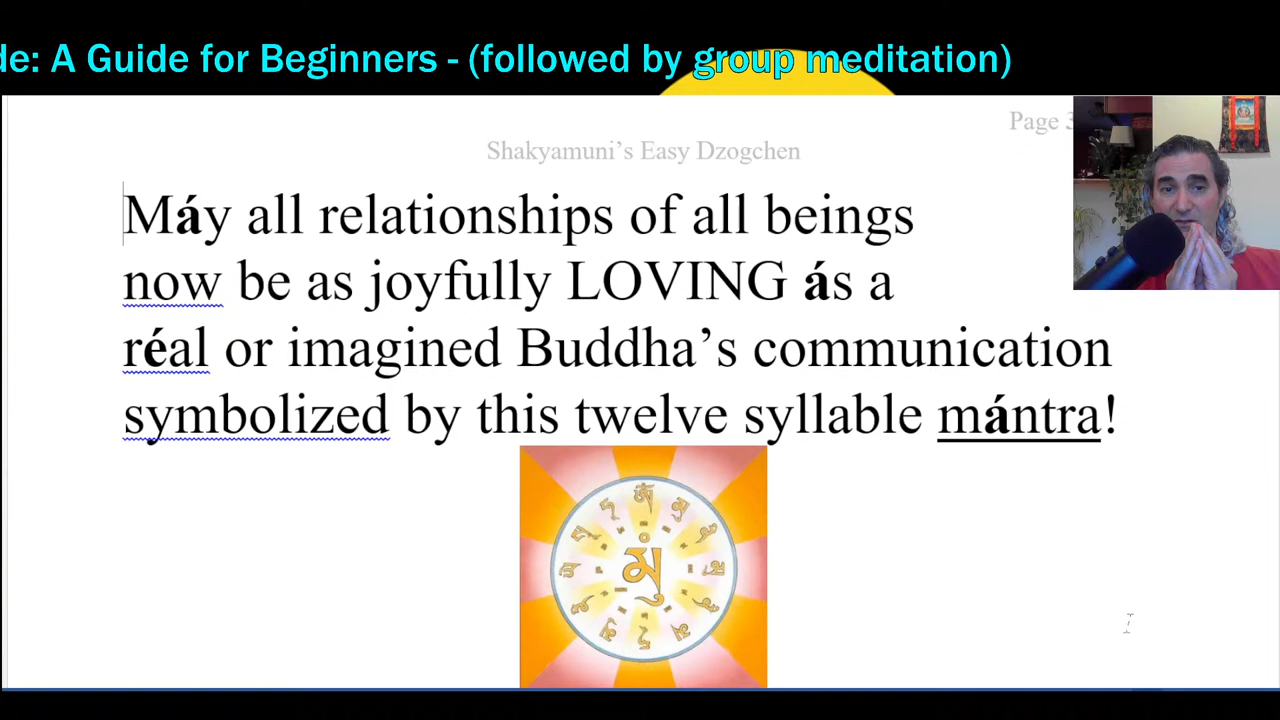 de: A Guide for Beginners - (followed by group meditation)
Page 3
Shakyamuni’s Easy Dzogchen
Máy all relationships of all beings
now be as joyfully LOVING ás a
réal or imagined Buddha’s communication
symbolized by this twelve syllable mántra!